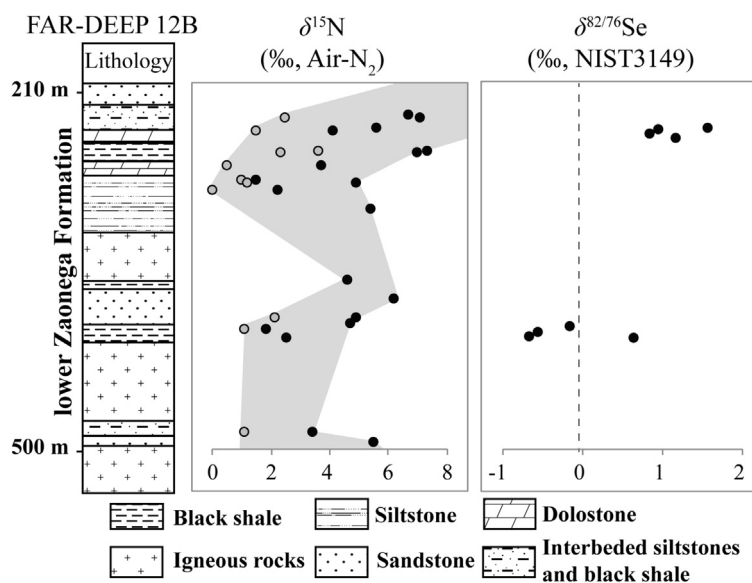 FAR-DEEP 12B
δ¹⁵N
(‰, Air-N₂)
δ⁸²/⁷⁶Se
(‰, NIST3149)
Lithology
210 m
lower Zaonega Formation
500 m
0 2 4 6 8
-1 0 1 2
Black shale
Siltstone
Dolostone
Igneous rocks
Sandstone
Interbeded siltstones
and black shale